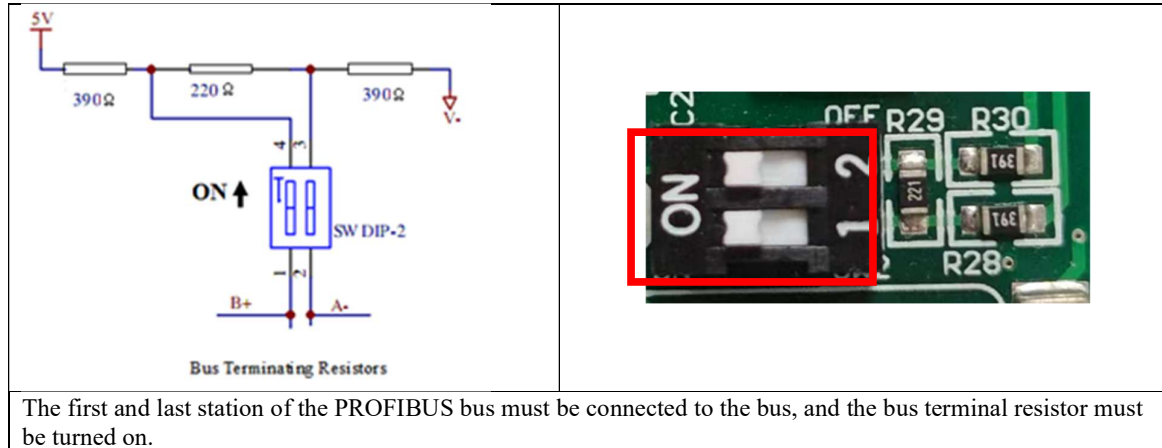 5V
390Ω
220Ω
390Ω
V-
4
3
ON
SW DIP-2
1
2
B+
A-
Bus Terminating Resistors
C2
OFF
R29
R30
ON
2
1
221
391
391
R28
The first and last station of the PROFIBUS bus must be connected to the bus, and the bus terminal resistor must
be turned on.